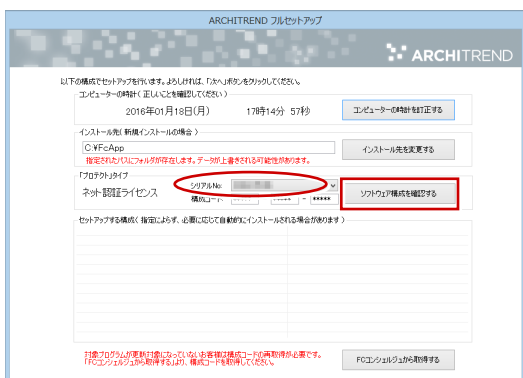 ARCHITREND フルセットアップ
ARCHITREND
以下の構成でセットアップを行います。よろしければ、「次へ」ボタンをクリックしてください。
コンピューターの時計( 正しいことを確認してください )
2016年01月18日(月) 17時14分 57秒
コンピューターの時計を訂正する
インストール先( 新規インストールの場合 )
C:¥FcApp
インストール先を変更する
指定されたパスにフォルダが存在します。データが上書きされる可能性があります。
プロテクトタイプ
ネット認証ライセンス
シリアルNo:
ソフトウェア構成を確認する
構成コード ***** - *****
セットアップする構成( 指定によらず、必要に応じて自動的にインストールされる場合があります )
対象プログラムが更新対象になっていないお客様は構成コードの再取得が必要です。
「FCコンシェルジュから取得する」より、構成コードを取得してください。
FCコンシェルジュから取得する